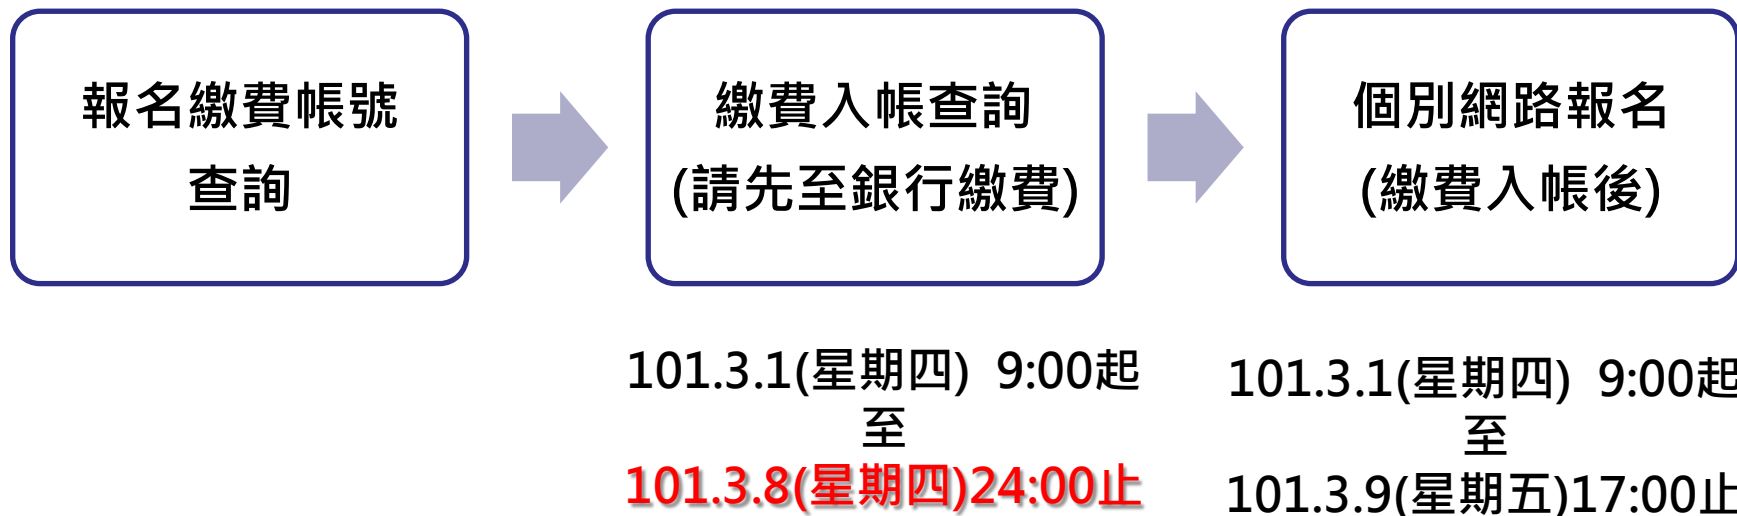 報名繳費帳號
查詢
繳費入帳查詢
(請先至銀行繳費)
個別網路報名
(繳費入帳後)
101.3.1(星期四) 9:00起
至
101.3.8(星期四)24:00止
101.3.1(星期四) 9:00起
至
101.3.9(星期五)17:00止